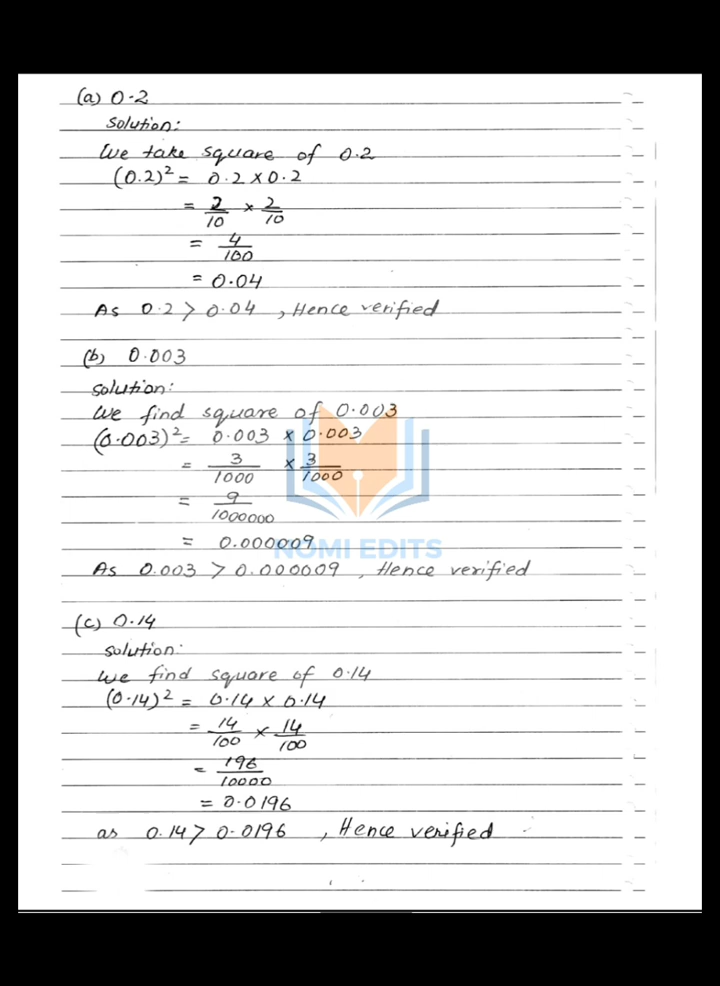 (a) 0.2
Solution:
We take square of 0.2
(0.2)² = 0.2 × 0.2
= 2/10 × 2/10
= 4/100
= 0.04
As 0.2 > 0.04 , Hence verified
(b) 0.003
Solution:
We find square of 0.003
(0.003)² = 0.003 × 0.003
= 3/1000 × 3/1000
= 9/1000000
= 0.000009
NOMI EDITS
As 0.003 > 0.000009 , Hence verified
(c) 0.14
Solution:
We find square of 0.14
(0.14)² = 0.14 × 0.14
= 14/100 × 14/100
= 196/10000
= 0.0196
as 0.14 > 0.0196 , Hence verified